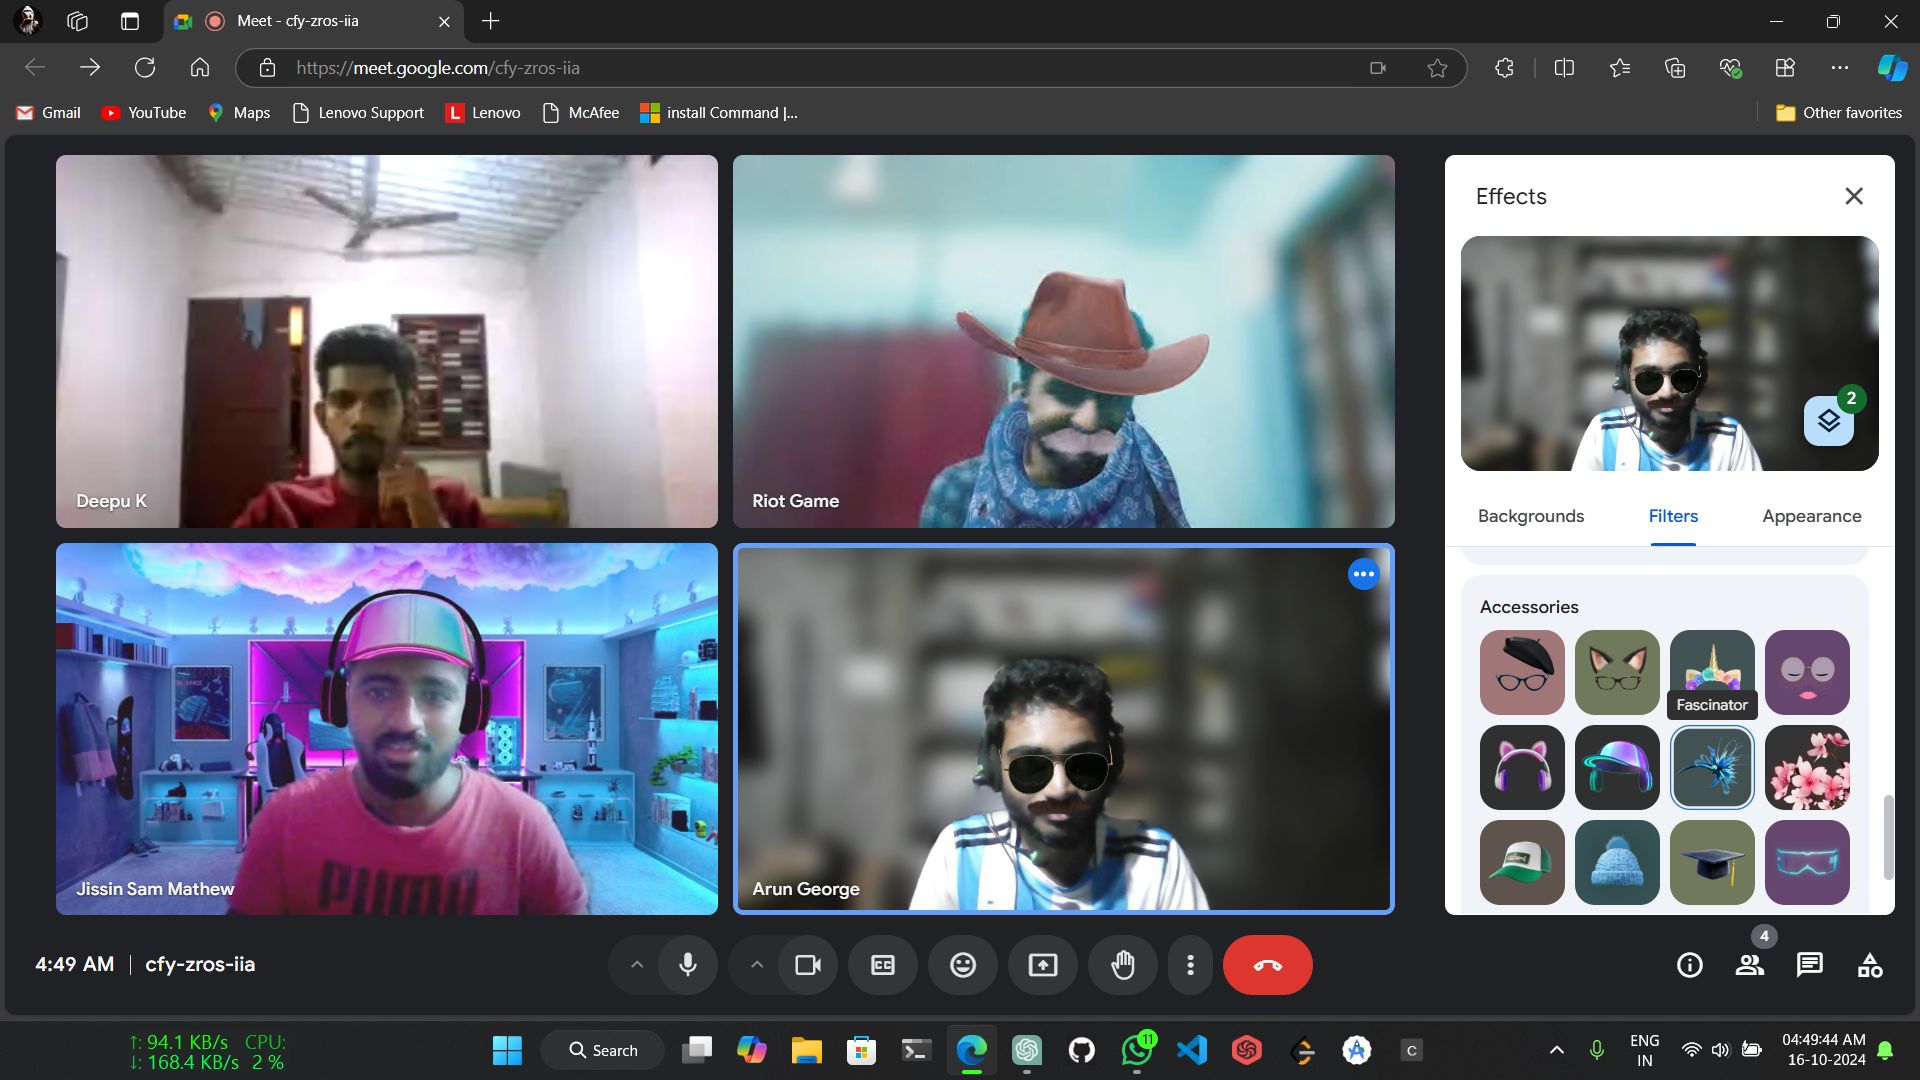 Meet - cfy-zros-iia
https://meet.google.com/cfy-zros-iia
Gmail
YouTube
Maps
Lenovo Support
L
Lenovo
McAfee
install Command |...
Other favorites
Deepu K
Riot Game
Jissin Sam Mathew
PUMA
Arun George
Effects
2
Backgrounds
Filters
Appearance
Accessories
Fascinator
4:49 AM
cfy-zros-iia
CC
4
↑: 94.1 KB/s CPU:
↓: 168.4 KB/s 2 %
Search
11
C
ENG
IN
04:49:44 AM
16-10-2024